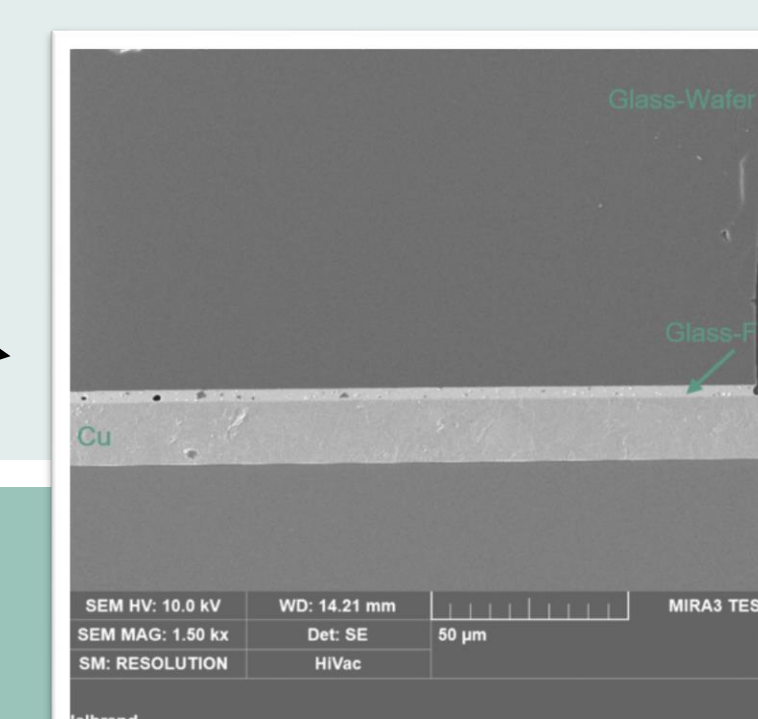 Glass-Wafer
Glass-F
Cu
SEM HV: 10.0 kV
WD: 14.21 mm
MIRA3 TES
SEM MAG: 1.50 kx
Det: SE
50 µm
SM: RESOLUTION
HiVac